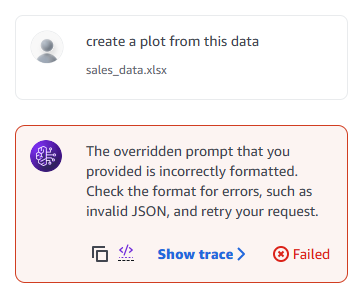 create a plot from this data
sales_data.xlsx
The overridden prompt that you
provided is incorrectly formatted.
Check the format for errors, such as
invalid JSON, and retry your request.
</> Show trace > Failed